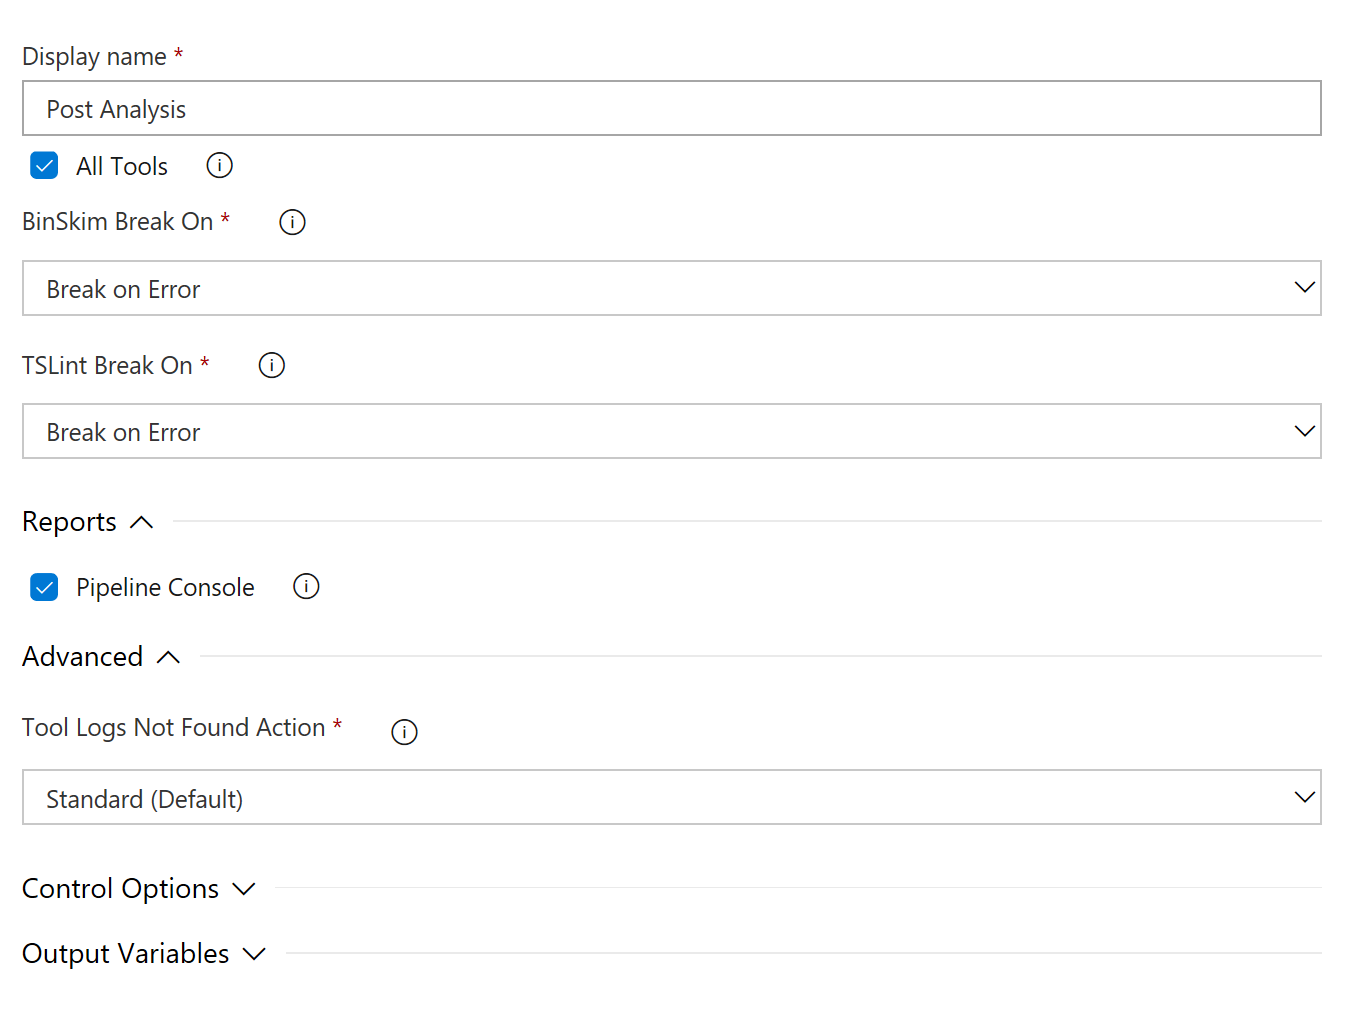 Display name *
Post Analysis
All Tools
BinSkim Break On *
Break on Error
TSLint Break On *
Break on Error
Reports
Pipeline Console
Advanced
Tool Logs Not Found Action *
Standard (Default)
Control Options
Output Variables